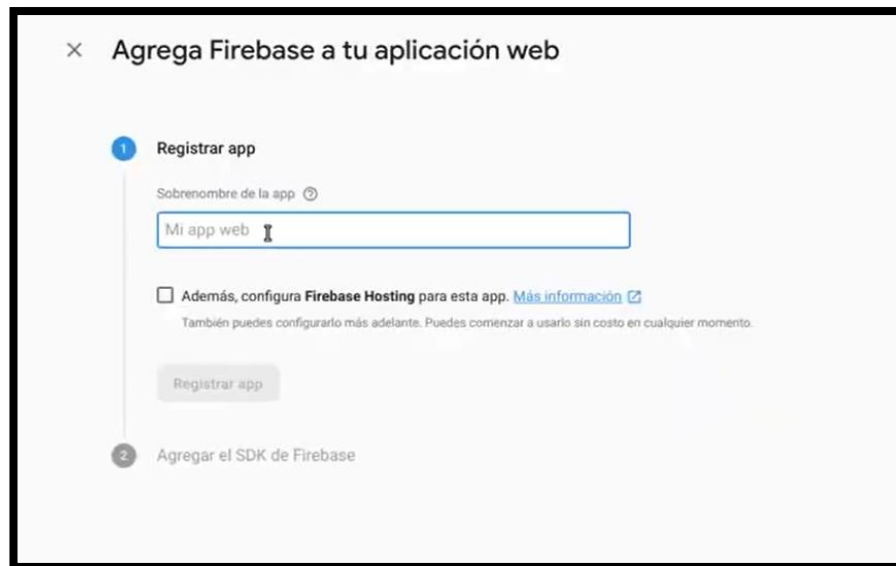 Agrega Firebase a tu aplicación web
1
Registrar app
Sobrenombre de la app
Mi app web
Además, configura Firebase Hosting para esta app. Más información
También puedes configurarlo más adelante. Puedes comenzar a usarlo sin costo en cualquier momento.
Registrar app
2
Agregar el SDK de Firebase